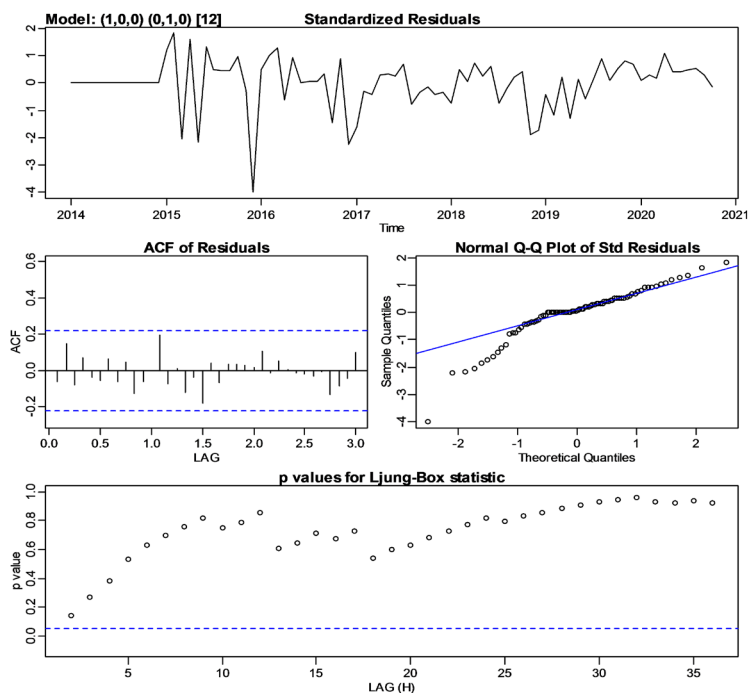 Model: (1,0,0) (0,1,0) [12] Standardized Residuals
2
1
0
-1
-2
-3
-4
2014 2015 2016 2017 2018 2019 2020 2021
Time
ACF of Residuals
ACF
0.6
0.4
0.2
0.0
-0.2
0.0 0.5 1.0 1.5 2.0 2.5 3.0
LAG
Normal Q-Q Plot of Std Residuals
Sample Quantiles
2
1
0
-1
-2
-3
-4
-2 -1 0 1 2
Theoretical Quantiles
p values for Ljung-Box statistic
p value
1.0
0.8
0.6
0.4
0.2
0.0
5 10 15 20 25 30 35
LAG (H)